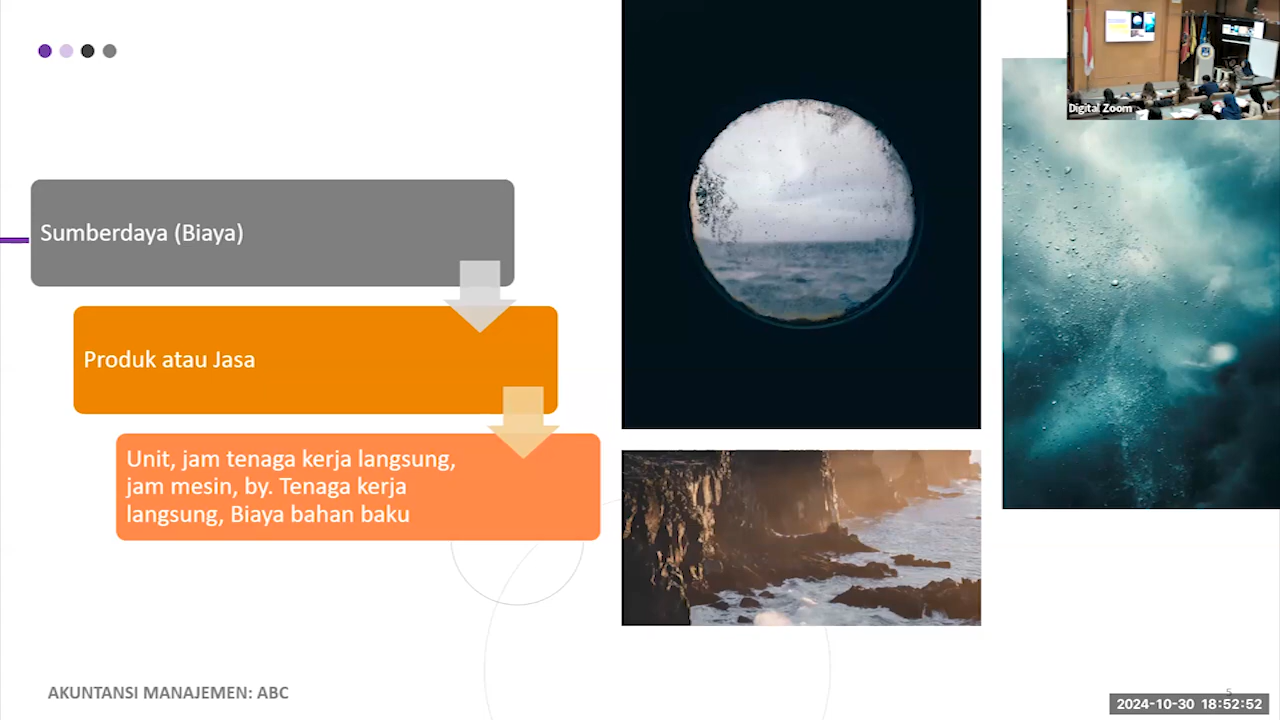 Digital Zoom
Sumberdaya (Biaya)
Produk atau Jasa
Unit, jam tenaga kerja langsung,
jam mesin, by. Tenaga kerja
langsung, Biaya bahan baku
AKUNTANSI MANAJEMEN: ABC
5
2024-10-30 18:52:52